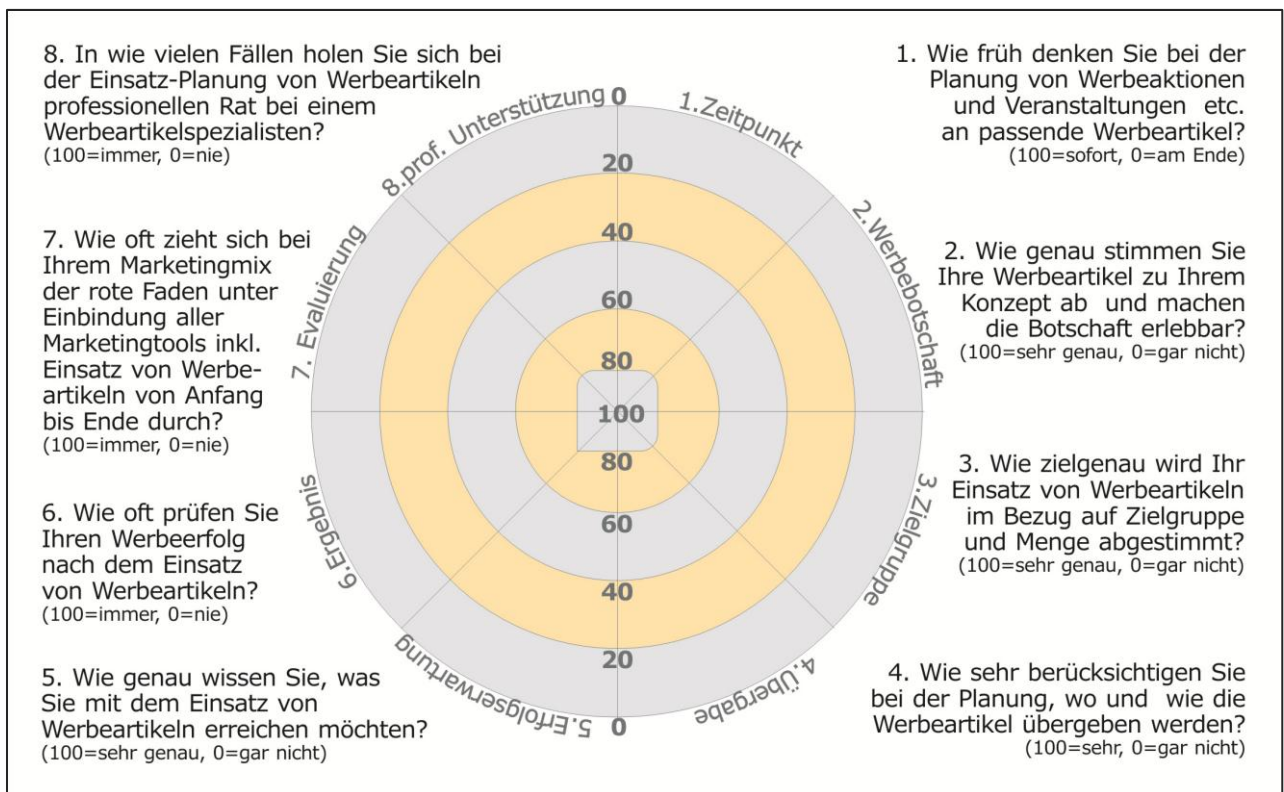 8. In wie vielen Fällen holen Sie sich bei
der Einsatz-Planung von Werbeartikeln
professionellen Rat bei einem
Werbeartikelspezialisten?
(100=immer, 0=nie)
7. Wie oft zieht sich bei
Ihrem Marketingmix
der rote Faden unter
Einbindung aller
Marketingtools inkl.
Einsatz von Werbe-
artikeln von Anfang
bis Ende durch?
(100=immer, 0=nie)
6. Wie oft prüfen Sie
Ihren Werbeerfolg
nach dem Einsatz
von Werbeartikeln?
(100=immer, 0=nie)
5. Wie genau wissen Sie, was
Sie mit dem Einsatz von
Werbeartikeln erreichen möchten?
(100=sehr genau, 0=gar nicht)
8.prof. Unterstützung
1.Zeitpunkt
2.Werbebotschaft
3.Zielgruppe
4.Übergabe
5.Erfolgserwartung
6.Ergebnis
7. Evaluierung
0
20
40
60
80
100
80
60
40
20
0
1. Wie früh denken Sie bei der
Planung von Werbeaktionen
und Veranstaltungen etc.
an passende Werbeartikel?
(100=sofort, 0=am Ende)
2. Wie genau stimmen Sie
Ihre Werbeartikel zu Ihrem
Konzept ab und machen
die Botschaft erlebbar?
(100=sehr genau, 0=gar nicht)
3. Wie zielgenau wird Ihr
Einsatz von Werbeartikeln
im Bezug auf Zielgruppe
und Menge abgestimmt?
(100=sehr genau, 0=gar nicht)
4. Wie sehr berücksichtigen Sie
bei der Planung, wo und wie die
Werbeartikel übergeben werden?
(100=sehr, 0=gar nicht)